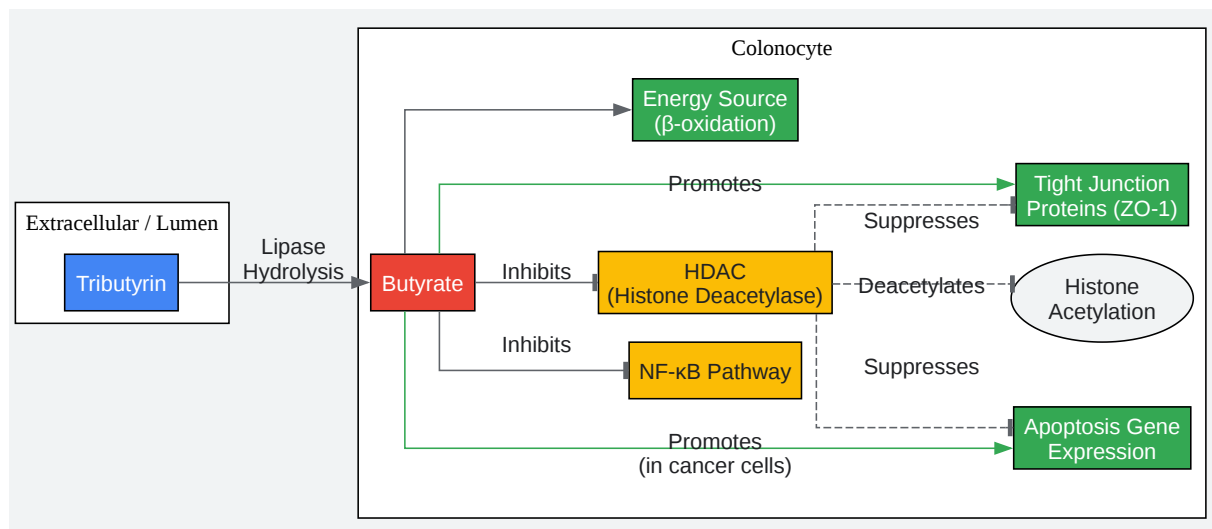 Colonocyte
Energy Source
(β-oxidation)
Promotes
Tight Junction
Proteins (ZO-1)
Suppresses
Extracellular / Lumen
Tributyrin
Lipase
Hydrolysis
Butyrate
Inhibits
HDAC
(Histone Deacetylase)
Deacetylates
Histone
Acetylation
Inhibits
NF-κB Pathway
Suppresses
Promotes
(in cancer cells)
Apoptosis Gene
Expression